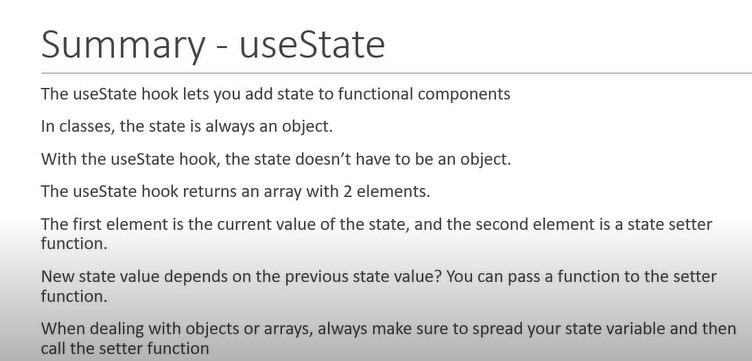 Summary - useState
The useState hook lets you add state to functional components
In classes, the state is always an object.
With the useState hook, the state doesn’t have to be an object.
The useState hook returns an array with 2 elements.
The first element is the current value of the state, and the second element is a state setter
function.
New state value depends on the previous state value? You can pass a function to the setter
function.
When dealing with objects or arrays, always make sure to spread your state variable and then
call the setter function